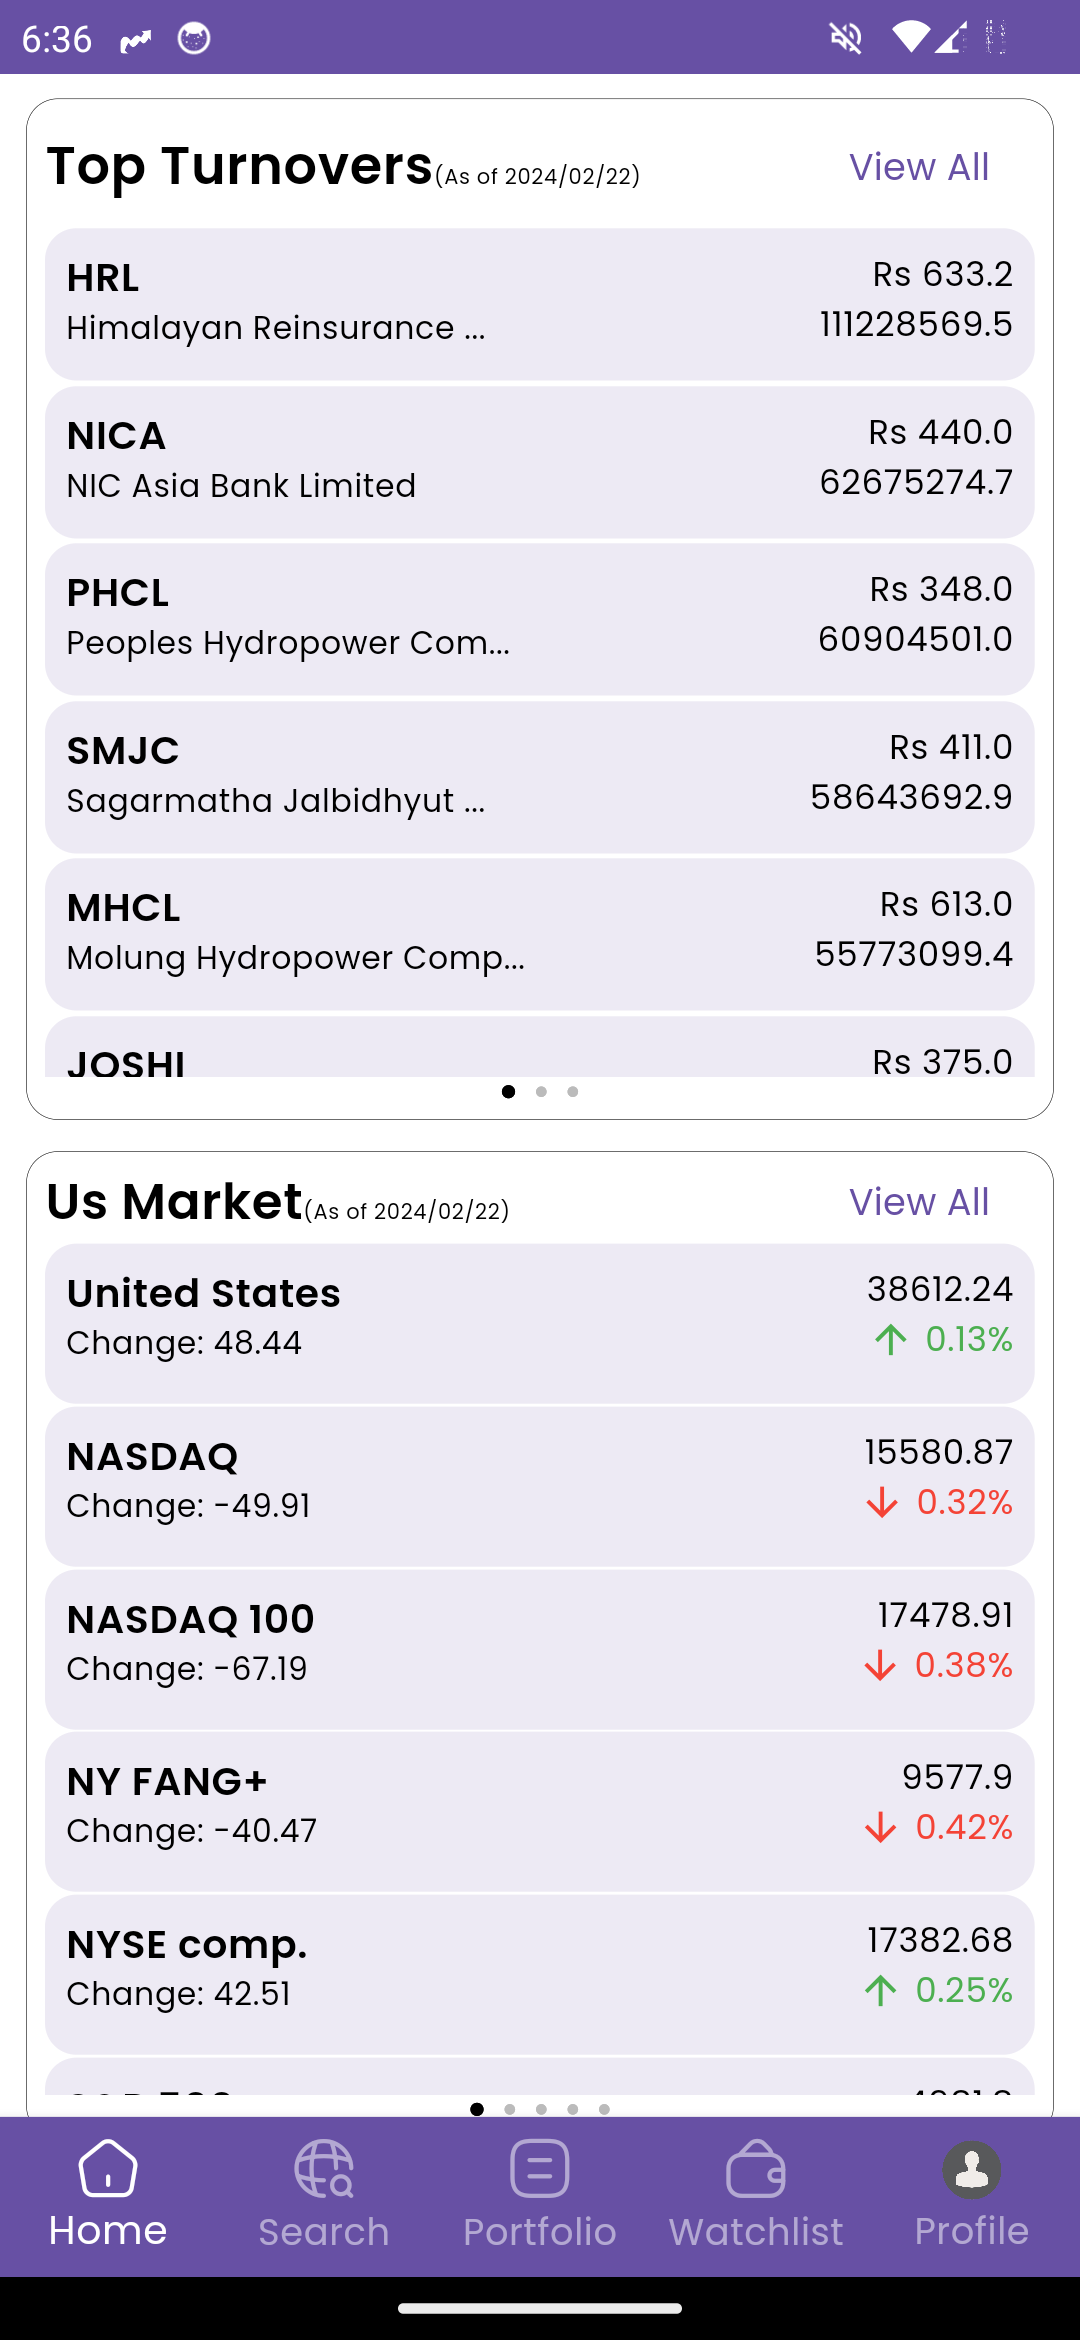 6:36
Top Turnovers(As of 2024/02/22) View All
HRL Rs 633.2
Himalayan Reinsurance ... 111228569.5
NICA Rs 440.0
NIC Asia Bank Limited 62675274.7
PHCL Rs 348.0
Peoples Hydropower Com... 60904501.0
SMJC Rs 411.0
Sagarmatha Jalbidhyut ... 58643692.9
MHCL Rs 613.0
Molung Hydropower Comp... 55773099.4
JOSHI Rs 375.0
Us Market(As of 2024/02/22) View All
United States 38612.24
Change: 48.44 0.13%
NASDAQ 15580.87
Change: -49.91 0.32%
NASDAQ 100 17478.91
Change: -67.19 0.38%
NY FANG+ 9577.9
Change: -40.47 0.42%
NYSE comp. 17382.68
Change: 42.51 0.25%
Home Search Portfolio Watchlist Profile